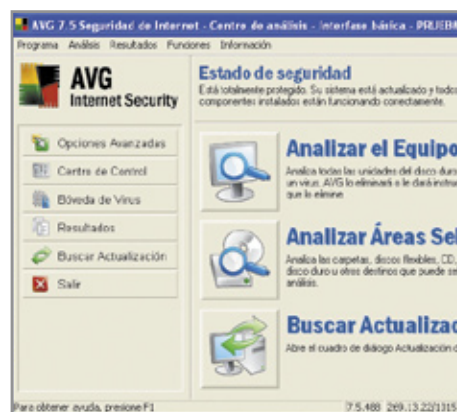 AVG 7.5 Seguridad de Internet - Centro de análisis - Interfase básica - PRUEBA
Programa Análisis Resultados Funciones Información
AVG
Internet Security
Opciones Avanzadas
Centro de Control
Bóveda de Virus
Resultados
Buscar Actualización
Salir
Estado de seguridad
Está totalmente protegido. Su sistema está actualizado y todos
componentes instalados están funcionando correctamente.
Analizar el Equipo
Analiza todas las unidades del disco duro
un virus. AVG lo eliminará o le dará instruc
que lo elimine.
Analizar Áreas Sel
Analiza las carpetas, discos flexibles, CD,
disco duro u otros destinos que puede se
análisis.
Buscar Actualizac
Abre el cuadro de diálogo Actualización d
Para obtener ayuda, presione F1
7.5.488 269.13.22/1015